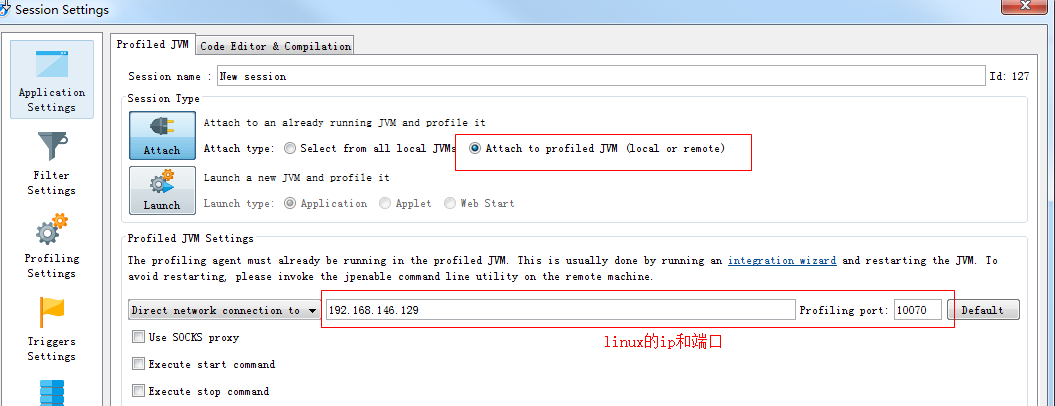 Session Settings
Profiled JVM
Code Editor & Compilation
Session name :
New session
Id: 127
Application
Settings
Filter
Settings
Profiling
Settings
Triggers
Settings
Session Type
Attach
Attach to an already running JVM and profile it
Attach type:
Select from all local JVMs
Attach to profiled JVM (local or remote)
Launch
Launch a new JVM and profile it
Launch type:
Application
Applet
Web Start
Profiled JVM Settings
The profiling agent must already be running in the profiled JVM. This is usually done by running an integration wizard and restarting the JVM. To
avoid restarting, please invoke the jpenable command line utility on the remote machine.
Direct network connection to
192.168.146.129
Profiling port:
10070
Default
linux的ip和端口
Use SOCKS proxy
Execute start command
Execute stop command